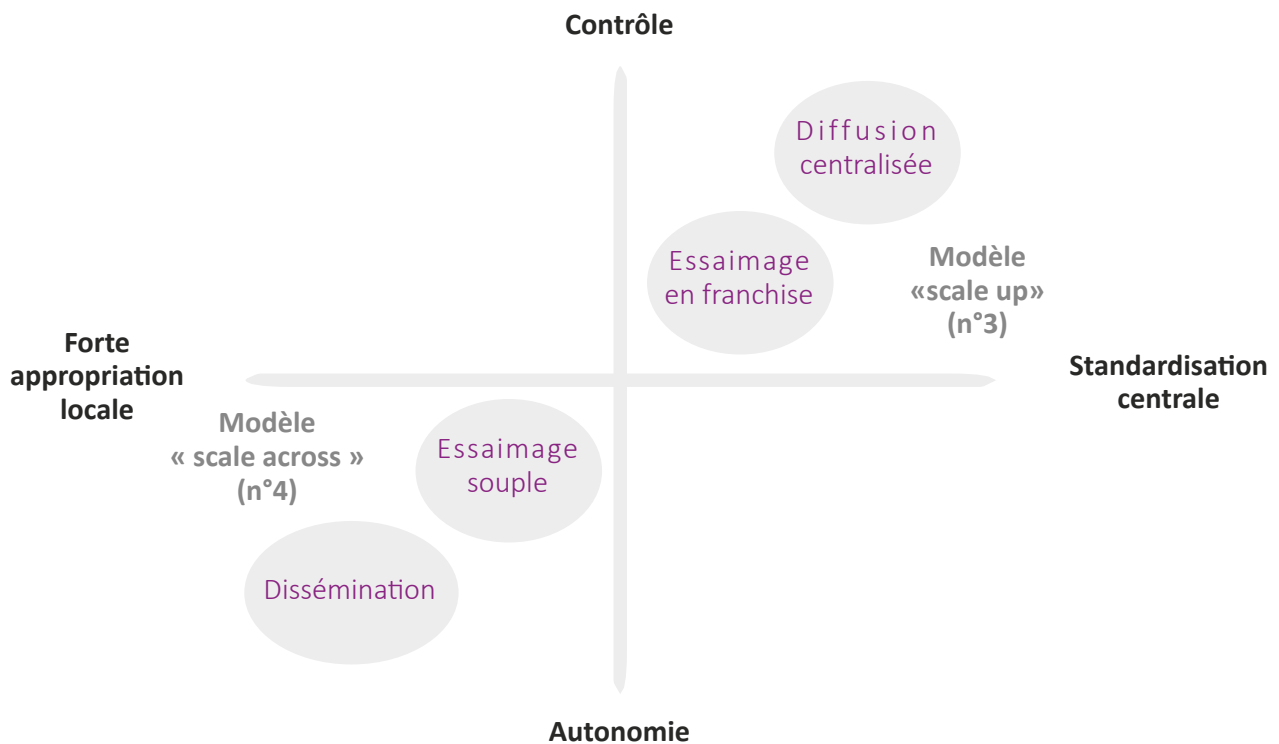 Contrôle
Diffusion
centralisée
Essaimage
en franchise
Modèle
«scale up»
(n°3)
Forte
appropriation
locale
Standardisation
centrale
Modèle
« scale across »
(n°4)
Essaimage
souple
Dissémination
Autonomie